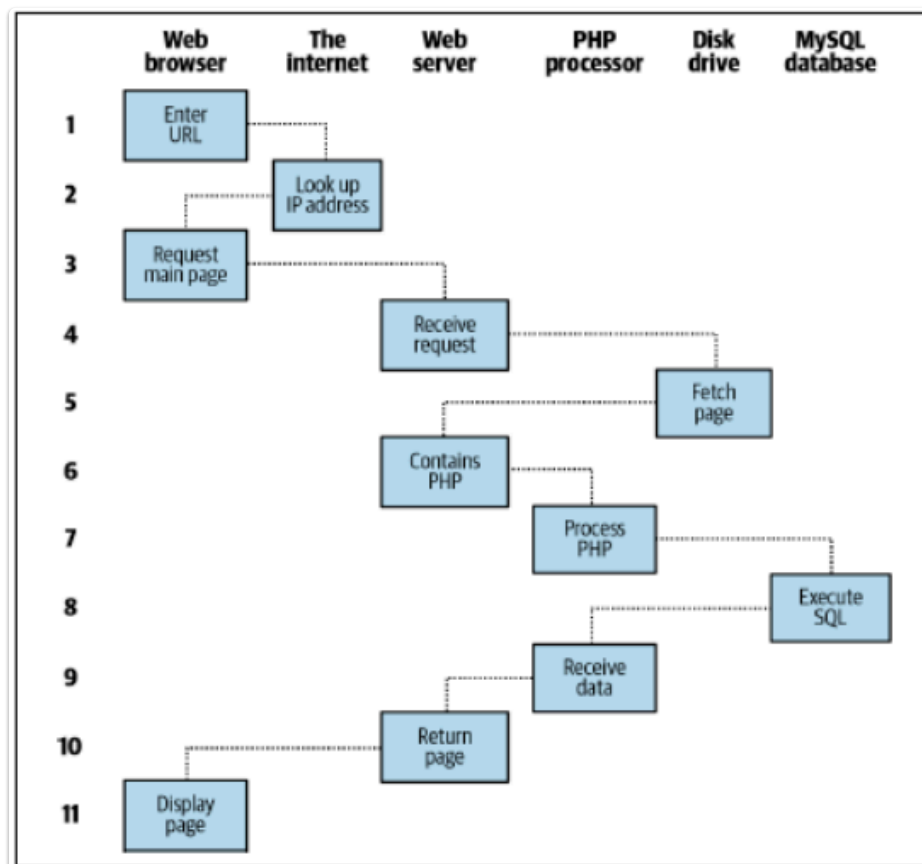 Web
browser
The
internet
Web
server
PHP
processor
Disk
drive
MySQL
database
1
Enter
URL
2
Look up
IP address
3
Request
main page
4
Receive
request
5
Fetch
page
6
Contains
PHP
7
Process
PHP
8
Execute
SQL
9
Receive
data
10
Return
page
11
Display
page